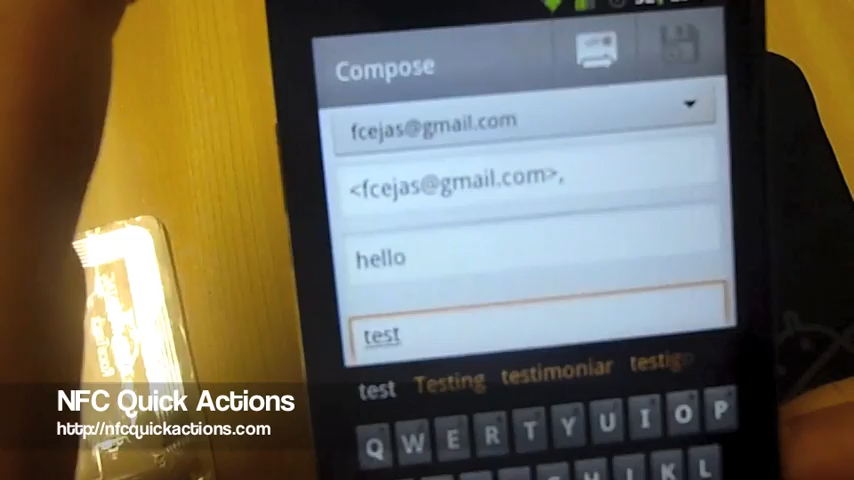 Compose
fcejas@gmail.com
<fcejas@gmail.com>,
hello
test
test Testing testimoniar testigo
Q W E R T Y U I O P
K L
NFC Quick Actions
http://nfcquickactions.com